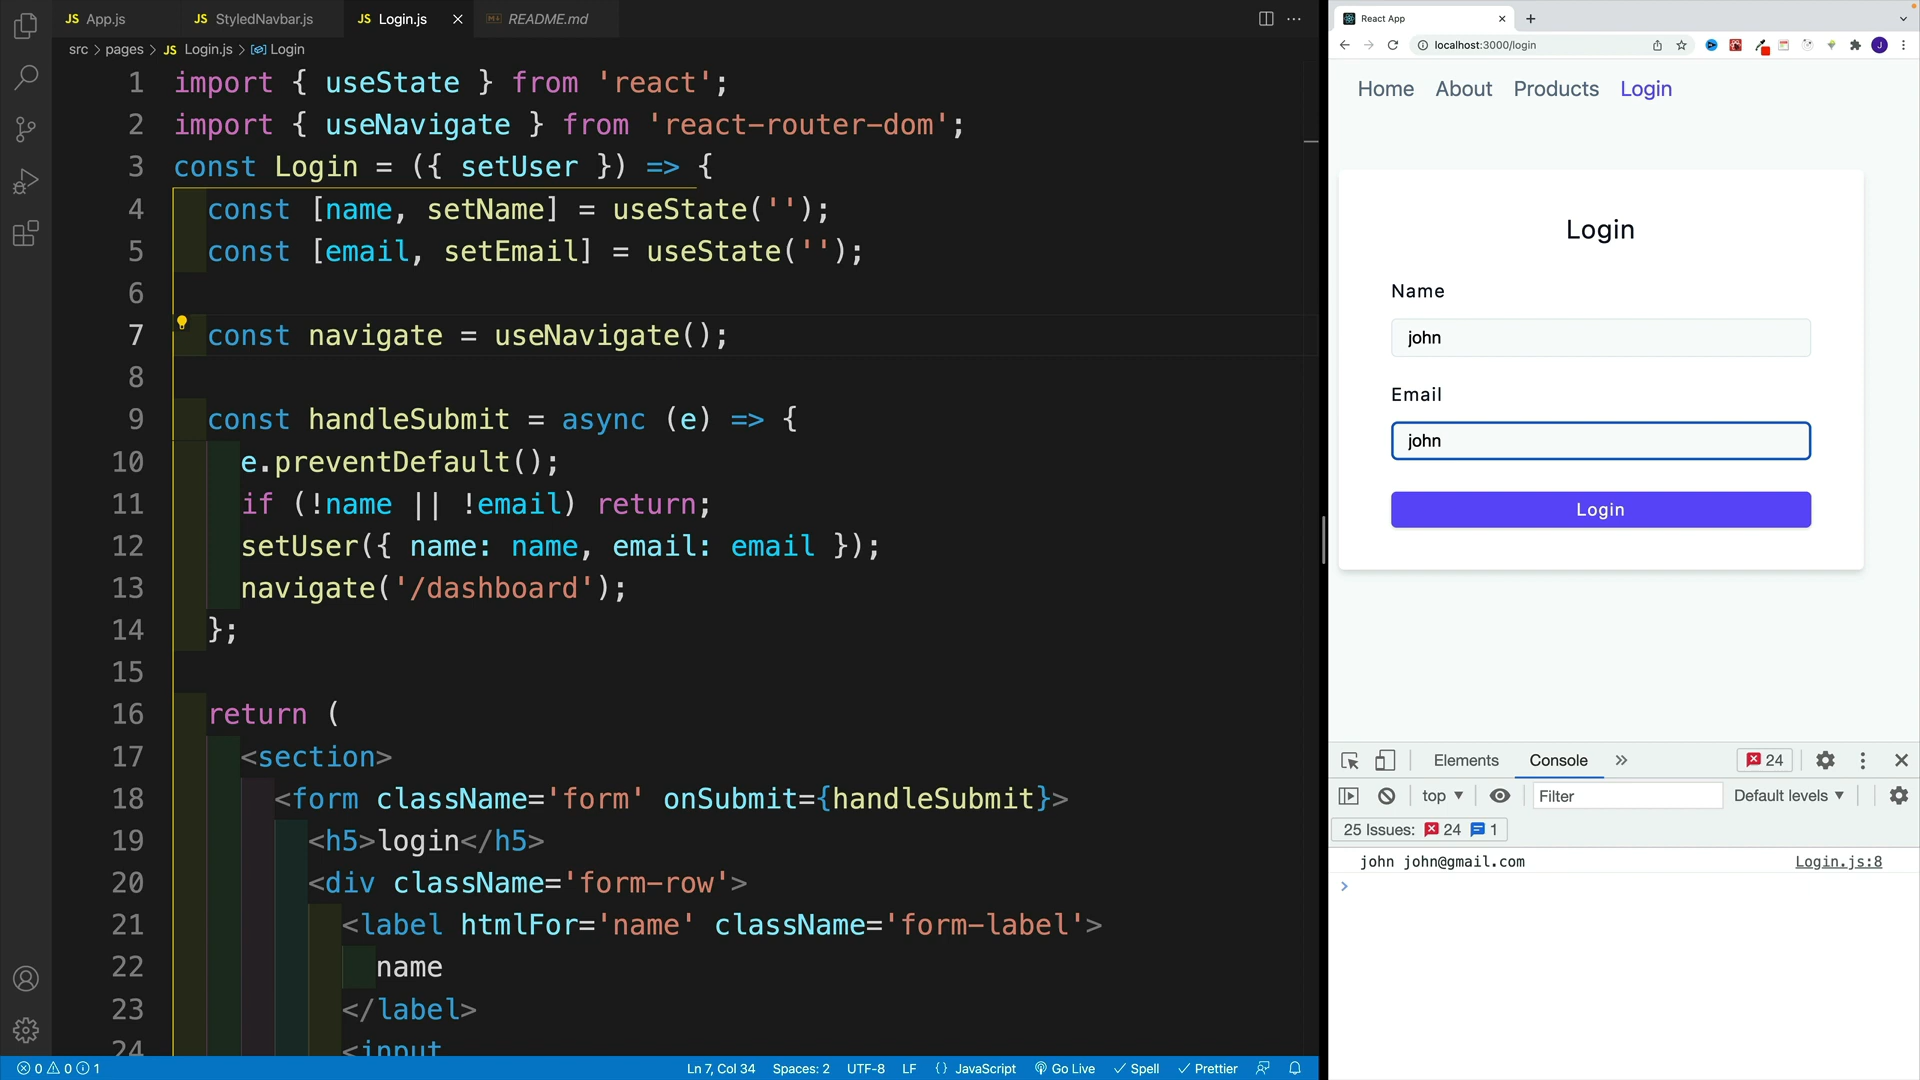 JS App.js
JS StyledNavbar.js
JS Login.js
README.md
src > pages > JS Login.js > Login
1 import { useState } from 'react';
2 import { useNavigate } from 'react-router-dom';
3 const Login = ({ setUser }) => {
4 const [name, setName] = useState('');
5 const [email, setEmail] = useState('');
6
7 const navigate = useNavigate();
8
9 const handleSubmit = async (e) => {
10 e.preventDefault();
11 if (!name || !email) return;
12 setUser({ name: name, email: email });
13 navigate('/dashboard');
14 };
15
16 return (
17 <section>
18 <form className='form' onSubmit={handleSubmit}>
19 <h5>login</h5>
20 <div className='form-row'>
21 <label htmlFor='name' className='form-label'>
22 name
23 </label>
24 <input
0 0 1
Ln 7, Col 34
Spaces: 2
UTF-8
LF
{} JavaScript
Go Live
Spell
Prettier
React App
localhost:3000/login
J
Home About Products Login
Login
Name
john
Email
john
Login
Elements Console » 24
top Filter Default levels
25 Issues: 24 1
john john@gmail.com Login.js:8